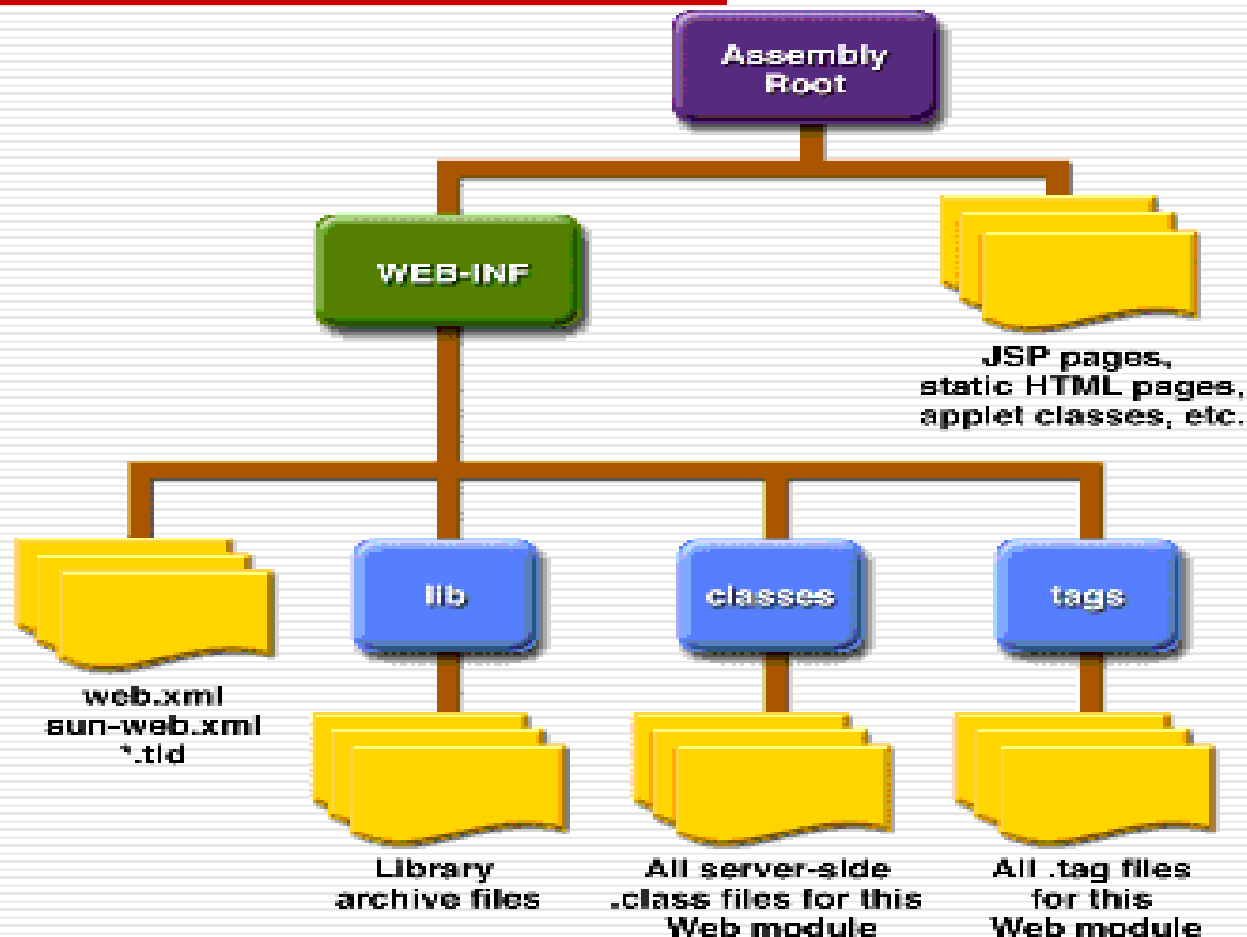 Assembly
Root
WEB-INF
JSP pages,
static HTML pages,
applet classes, etc.
lib
classes
tags
web.xml
sun-web.xml
*.tld
Library
archive files
All server-side
.class files for this
Web module
All .tag files
for this
Web module